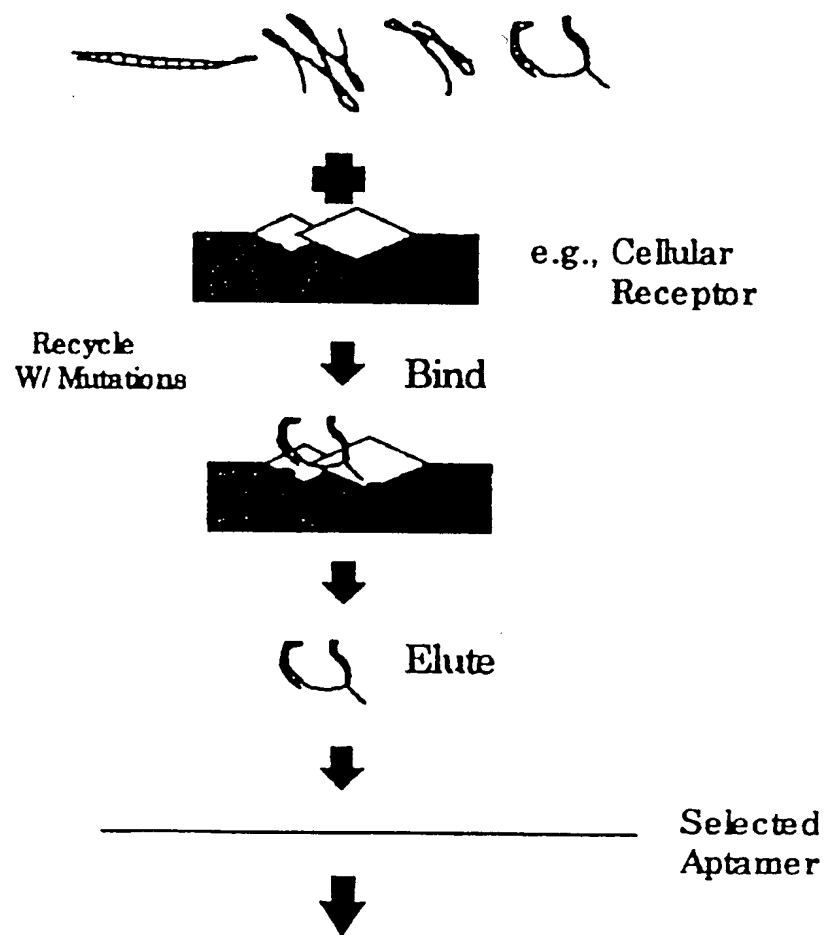 e.g., Cellular
Receptor
Recycle
W/ Mutations
Bind
Elute
Selected
Aptamer